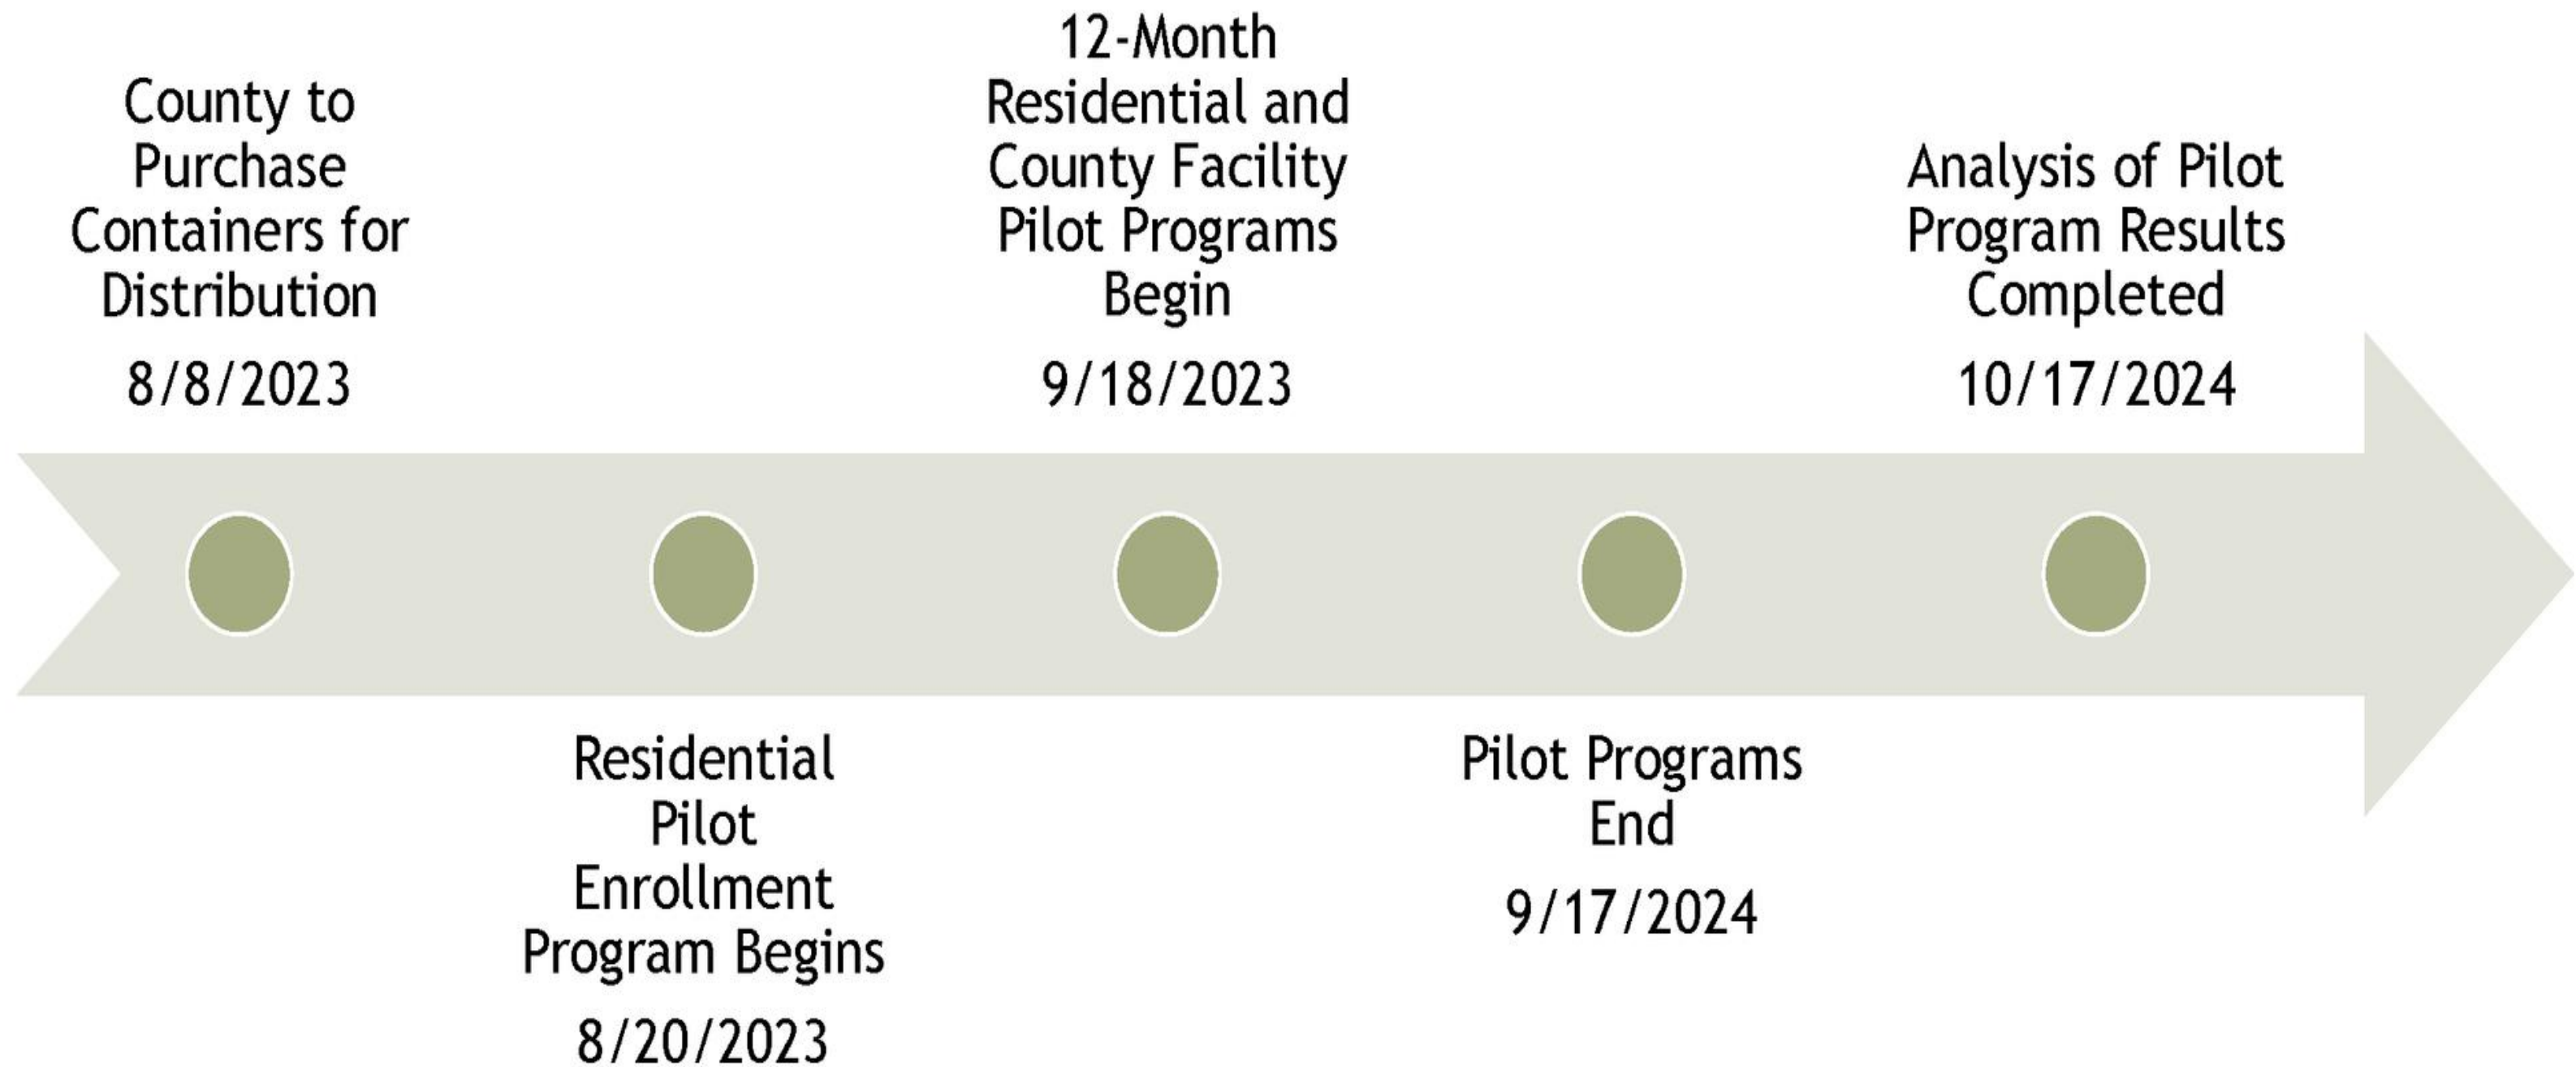 County to
Purchase
Containers for
Distribution
8/8/2023
Residential
Pilot
Enrollment
Program Begins
8/20/2023
12-Month
Residential and
County Facility
Pilot Programs
Begin
9/18/2023
Pilot Programs
End
9/17/2024
Analysis of Pilot
Program Results
Completed
10/17/2024